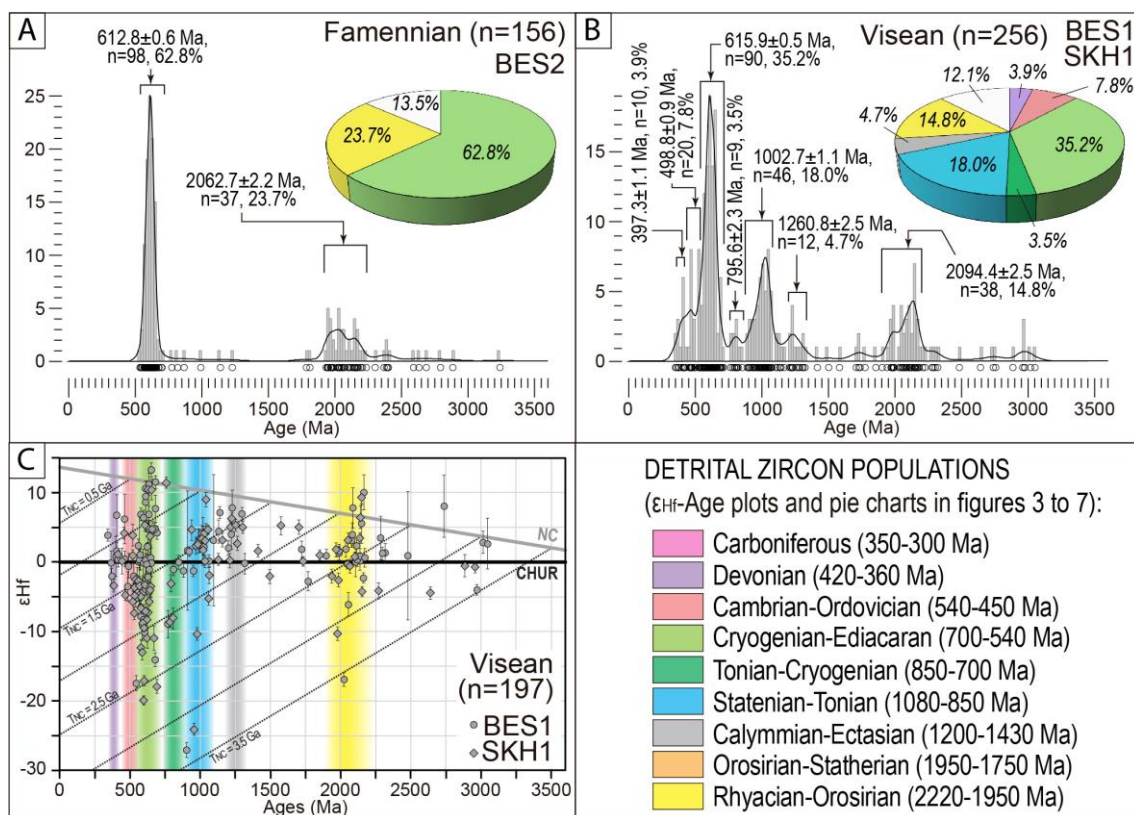 A
612.8±0.6 Ma,
n=98, 62.8%
Famennian (n=156)
BES2
13.5%
23.7%
62.8%
2062.7±2.2 Ma,
n=37, 23.7%
25
20
15
10
5
0
0 500 1000 1500 2000 2500 3000 3500
Age (Ma)
B
615.9±0.5 Ma,
n=90, 35.2%
Visean (n=256)
BES1
SKH1
397.3±1.1 Ma, n=10, 3.9%
498.8±0.9 Ma,
n=20, 7.8%
795.6±2.3 Ma, n=9, 3.5%
1002.7±1.1 Ma,
n=46, 18.0%
1260.8±2.5 Ma,
n=12, 4.7%
2094.4±2.5 Ma,
n=38, 14.8%
12.1%
3.9%
7.8%
4.7%
14.8%
35.2%
18.0%
3.5%
15
10
5
0
0 500 1000 1500 2000 2500 3000 3500
Age (Ma)
C
10
0
-10
-20
-30
εHf
TNC = 0.5 Ga
TNC = 1.5 Ga
TNC = 2.5 Ga
TNC = 3.5 Ga
NC
CHUR
Visean
(n=197)
BES1
SKH1
0 500 1000 1500 2000 2500 3000 3500
Ages (Ma)
DETRITAL ZIRCON POPULATIONS
(εHf-Age plots and pie charts in figures 3 to 7):
Carboniferous (350-300 Ma)
Devonian (420-360 Ma)
Cambrian-Ordovician (540-450 Ma)
Cryogenian-Ediacaran (700-540 Ma)
Tonian-Cryogenian (850-700 Ma)
Statenian-Tonian (1080-850 Ma)
Calymmian-Ectasian (1200-1430 Ma)
Orosirian-Statherian (1950-1750 Ma)
Rhyacian-Orosirian (2220-1950 Ma)